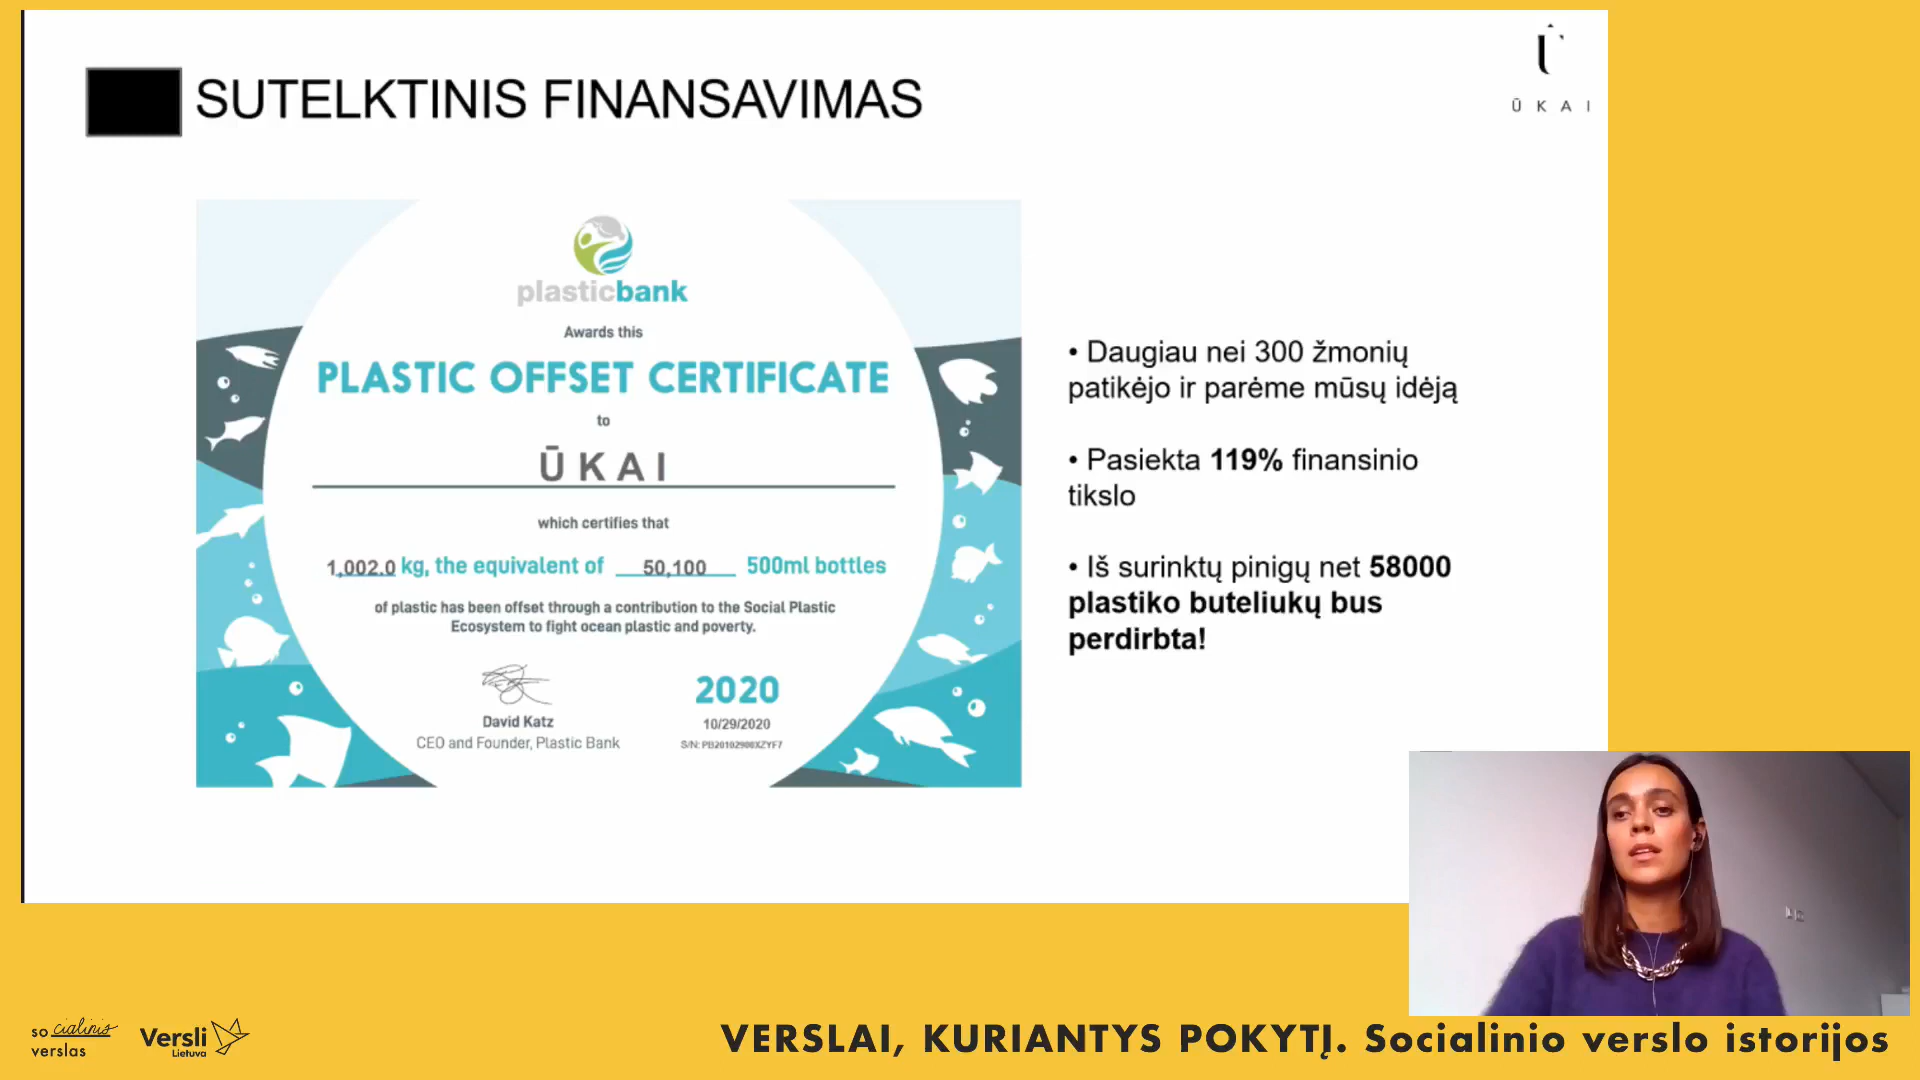 SUTELKTINIS FINANSAVIMAS
ŪKAI
plasticbank
Awards this
PLASTIC OFFSET CERTIFICATE
to
ŪKAI
which certifies that
1,002.0 kg, the equivalent of 50,100 500ml bottles
of plastic has been offset through a contribution to the Social Plastic
Ecosystem to fight ocean plastic and poverty.
David Katz
CEO and Founder, Plastic Bank
2020
10/29/2020
S/N: PB20102900XZYF7
• Daugiau nei 300 žmonių
patikėjo ir parėme mūsų idėją
• Pasiekta 119% finansinio
tikslo
• Iš surinktų pinigų net 58000
plastiko buteliukų bus
perdirbta!
socialinis
verslas
Versli
Lietuva
VERSLAI, KURIANTYS POKYTĮ. Socialinio verslo istorijos